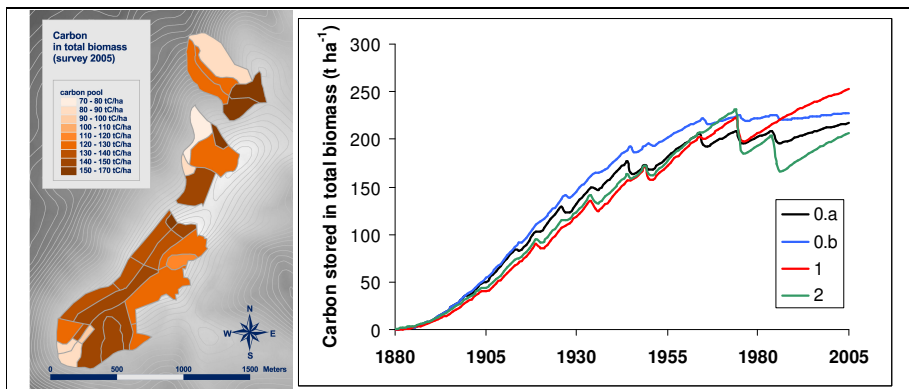 Carbon
in total biomass
(survey 2005)
carbon pool
70 - 80 tC/ha
80 - 90 tC/ha
90 - 100 tC/ha
100 - 110 tC/ha
110 - 120 tC/ha
120 - 130 tC/ha
130 - 140 tC/ha
140 - 150 tC/ha
150 - 170 tC/ha
N
W E
S
0 500 1000 1500 Meters
Carbon stored in total biomass (t ha⁻¹)
300
250
200
150
100
50
0
1880 1905 1930 1955 1980 2005
0.a
0.b
1
2